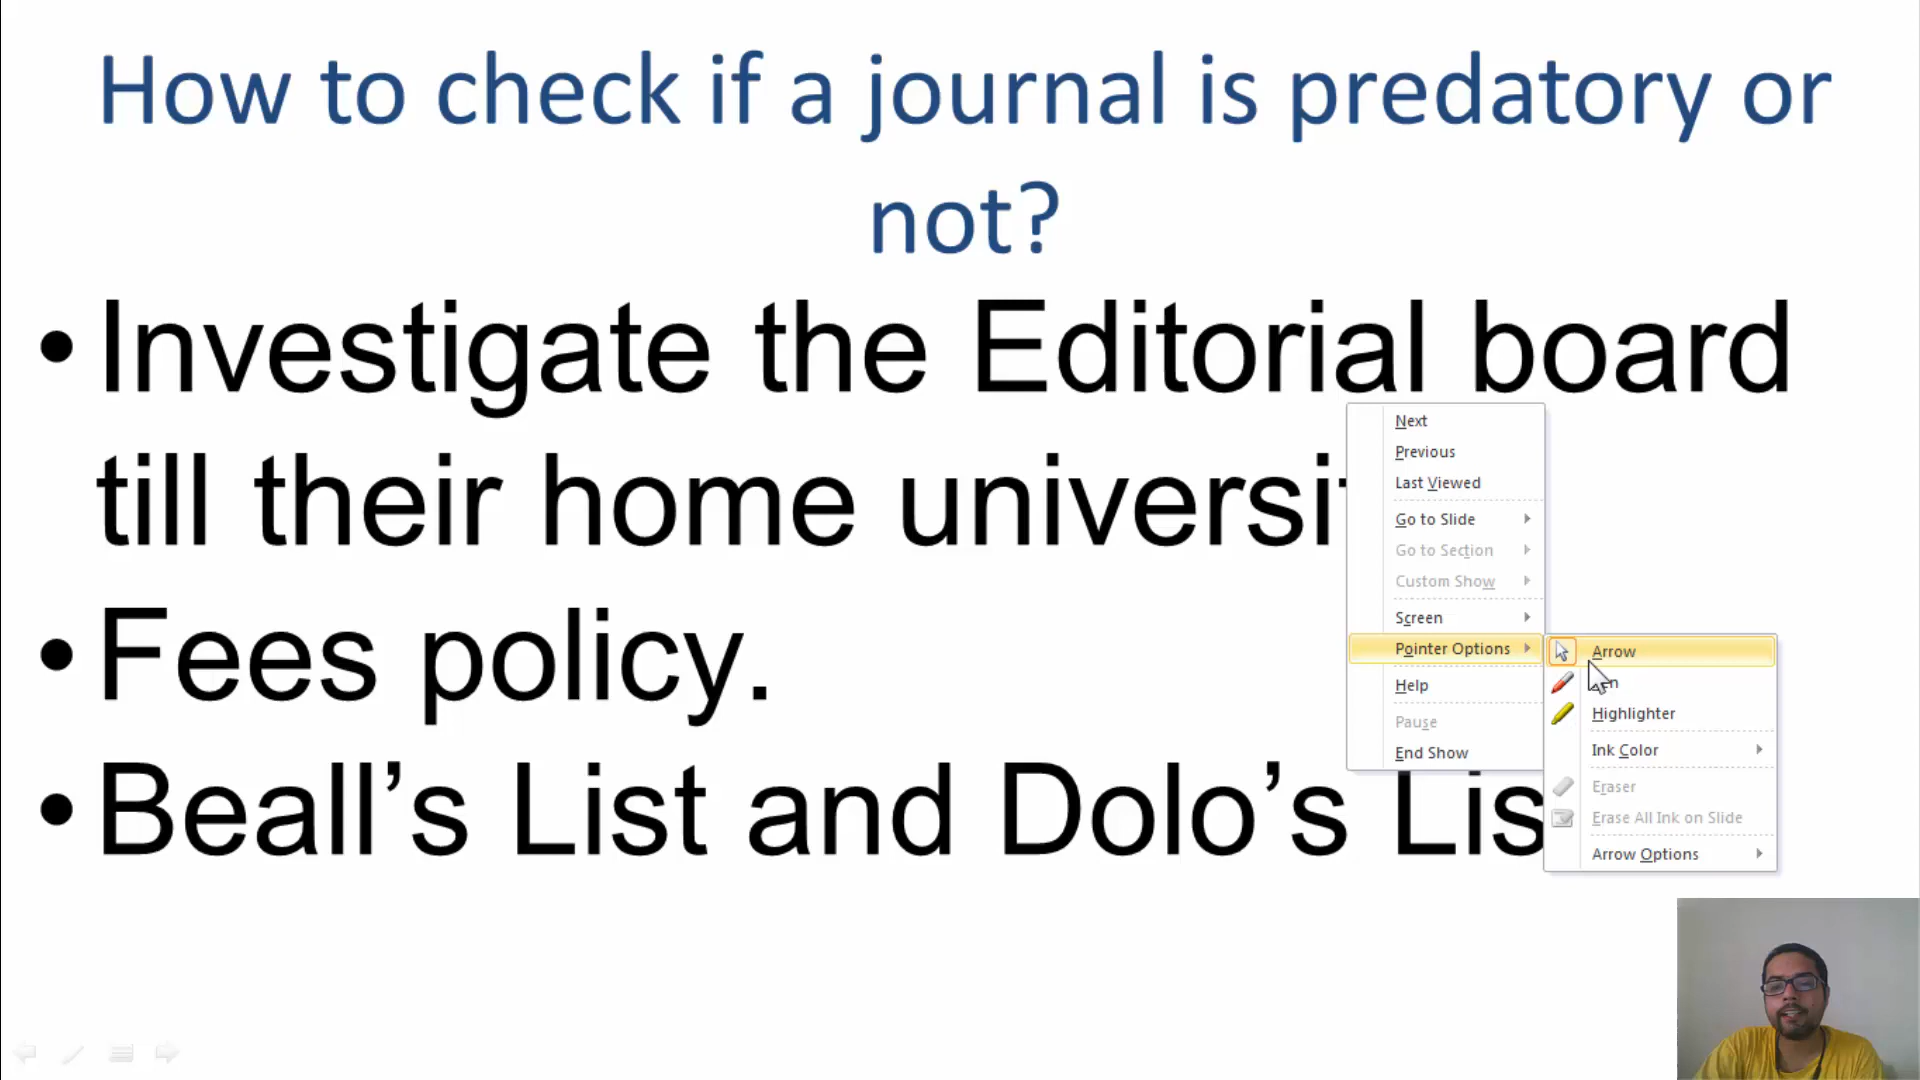 How to check if a journal is predatory or
not?
• Investigate the Editorial board
till their home
• Fees policy.
• Beall’s List and Dolo’s
Next
Previous
Last Viewed
Go to Slide
Go to Section
Custom Show
Screen
Pointer Options
Help
Pause
End Show
Arrow
Highlighter
Ink Color
Eraser
Erase All Ink on Slide
Arrow Options